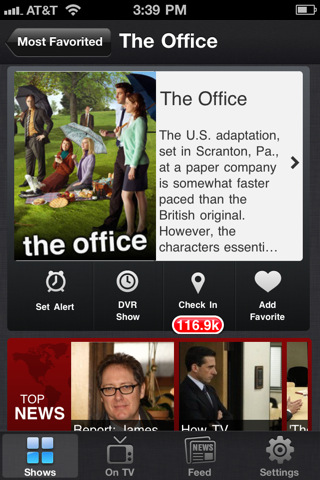 AT&T 3:39 PM
Most Favorited The Office
The Office
The U.S. adaptation,
set in Scranton, Pa.,
at a paper company
is somewhat faster
paced than the
British original.
However, the
characters essenti...
the office
Set Alert
DVR
Show
Check In
Add
Favorite
116.9k
TOP
NEWS
NEWS
Report: James
How TV
'The
Shows
On TV
Feed
Settings